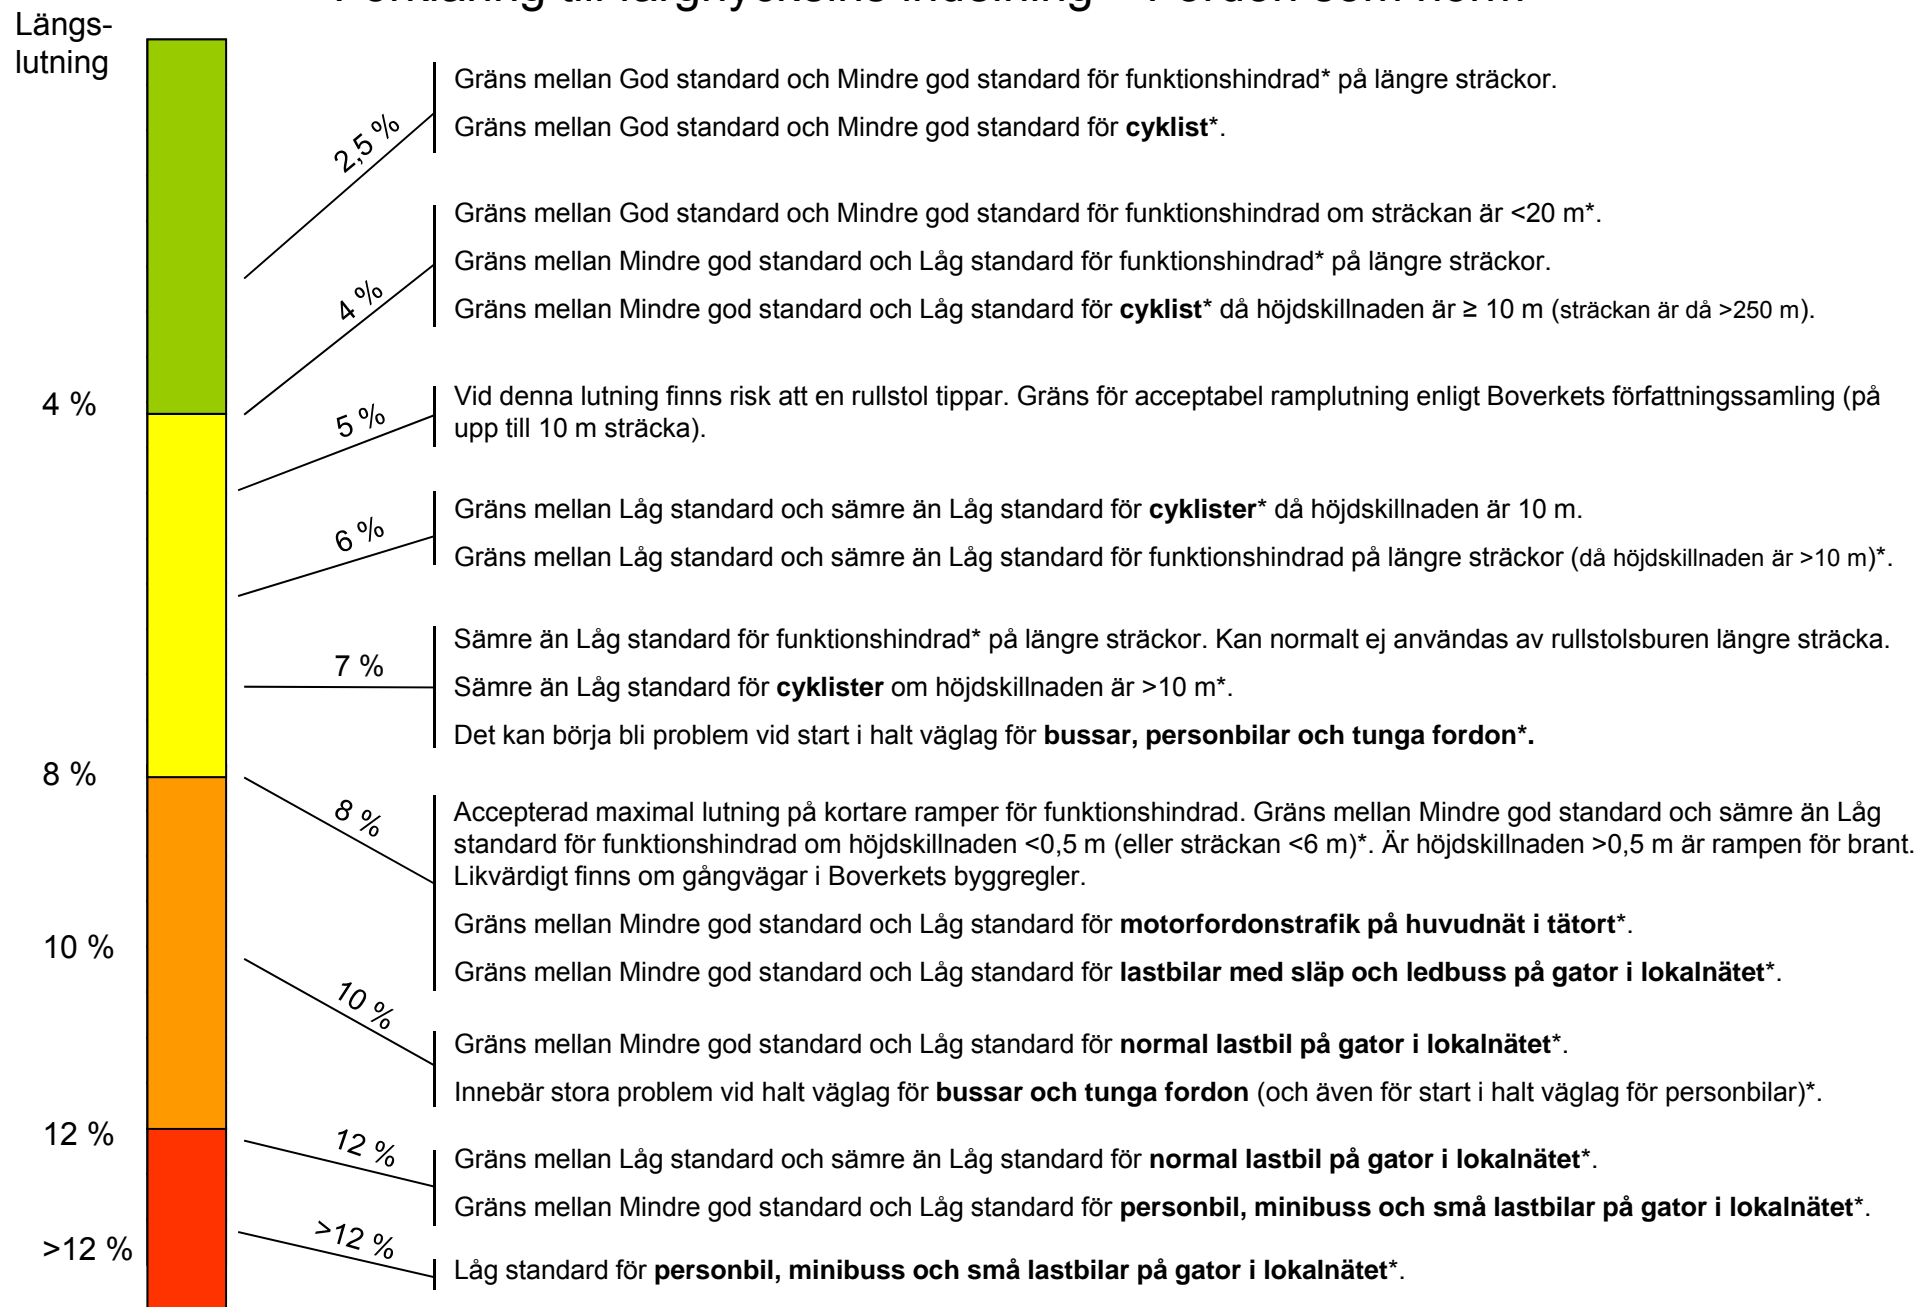 Längs-
lutning
2,5 %
Gräns mellan God standard och Mindre god standard för funktionshindrad* på längre sträckor.
Gräns mellan God standard och Mindre god standard för cyklist*.
4 %
Gräns mellan God standard och Mindre god standard för funktionshindrad om sträckan är <20 m*.
Gräns mellan Mindre god standard och Låg standard för funktionshindrad* på längre sträckor.
Gräns mellan Mindre god standard och Låg standard för cyklist* då höjdskillnaden är ≥ 10 m (sträckan är då >250 m).
4 %
5 %
Vid denna lutning finns risk att en rullstol tippar. Gräns för acceptabel ramplutning enligt Boverkets författningssamling (på
upp till 10 m sträcka).
6 %
Gräns mellan Låg standard och sämre än Låg standard för cyklister* då höjdskillnaden är 10 m.
Gräns mellan Låg standard och sämre än Låg standard för funktionshindrad på längre sträckor (då höjdskillnaden är >10 m)*.
7 %
Sämre än Låg standard för funktionshindrad* på längre sträckor. Kan normalt ej användas av rullstolsburen längre sträcka.
Sämre än Låg standard för cyklister om höjdskillnaden är >10 m*.
Det kan börja bli problem vid start i halt väglag för bussar, personbilar och tunga fordon*.
8 %
8 %
Accepterad maximal lutning på kortare ramper för funktionshindrad. Gräns mellan Mindre god standard och sämre än Låg
standard för funktionshindrad om höjdskillnaden <0,5 m (eller sträckan <6 m)*. Är höjdskillnaden >0,5 m är rampen för brant.
Likvärdigt finns om gångvägar i Boverkets byggregler.
Gräns mellan Mindre god standard och Låg standard för motorfordonstrafik på huvudnät i tätort*.
Gräns mellan Mindre god standard och Låg standard för lastbilar med släp och ledbuss på gator i lokalnätet*.
10 %
10 %
Gräns mellan Mindre god standard och Låg standard för normal lastbil på gator i lokalnätet*.
Innebär stora problem vid halt väglag för bussar och tunga fordon (och även för start i halt väglag för personbilar)*.
12 %
12 %
Gräns mellan Låg standard och sämre än Låg standard för normal lastbil på gator i lokalnätet*.
Gräns mellan Mindre god standard och Låg standard för personbil, minibuss och små lastbilar på gator i lokalnätet*.
>12 %
>12 %
Låg standard för personbil, minibuss och små lastbilar på gator i lokalnätet*.